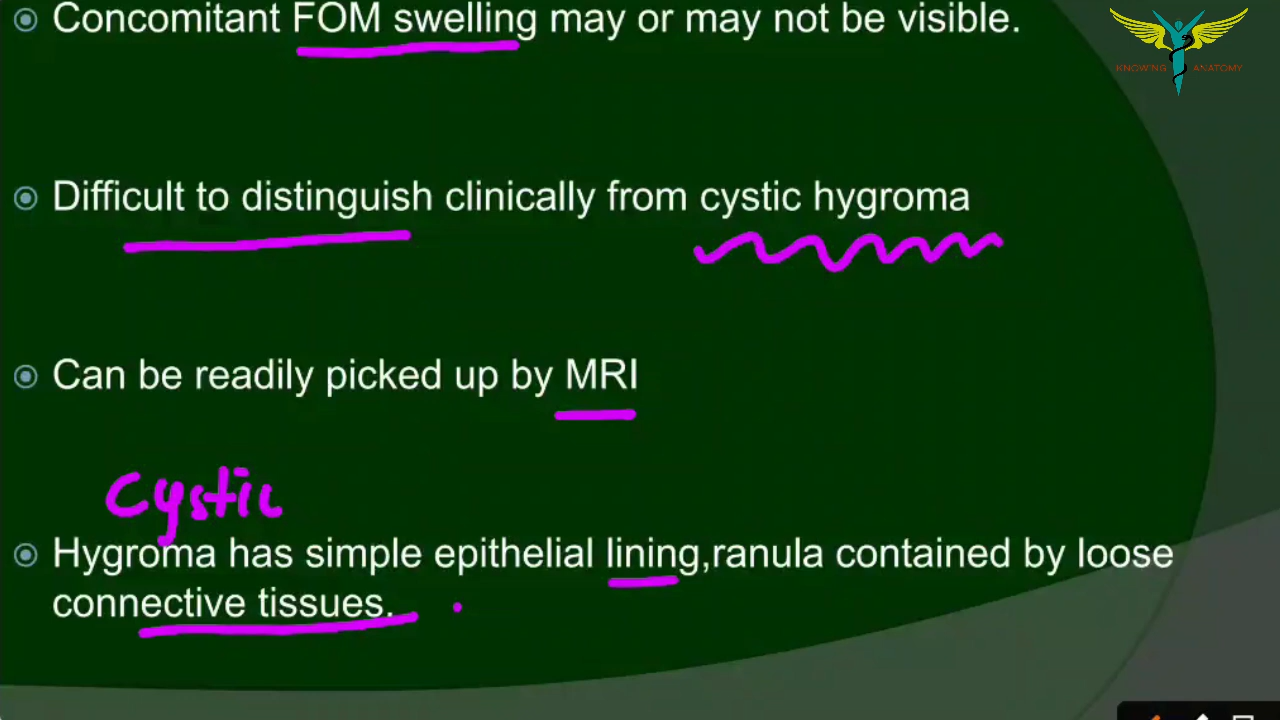 Concomitant FOM swelling may or may not be visible.
KNOWING ANATOMY
Difficult to distinguish clinically from cystic hygroma
Can be readily picked up by MRI
Cystic
Hygroma has simple epithelial lining,ranula contained by loose
connective tissues.